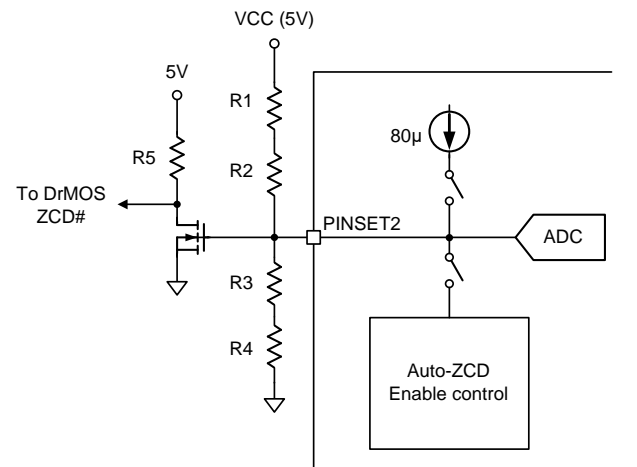 VCC (5V)
5V
R1
80µ
R5
R2
To DrMOS
ZCD#
PINSET2
ADC
R3
R4
Auto-ZCD
Enable control